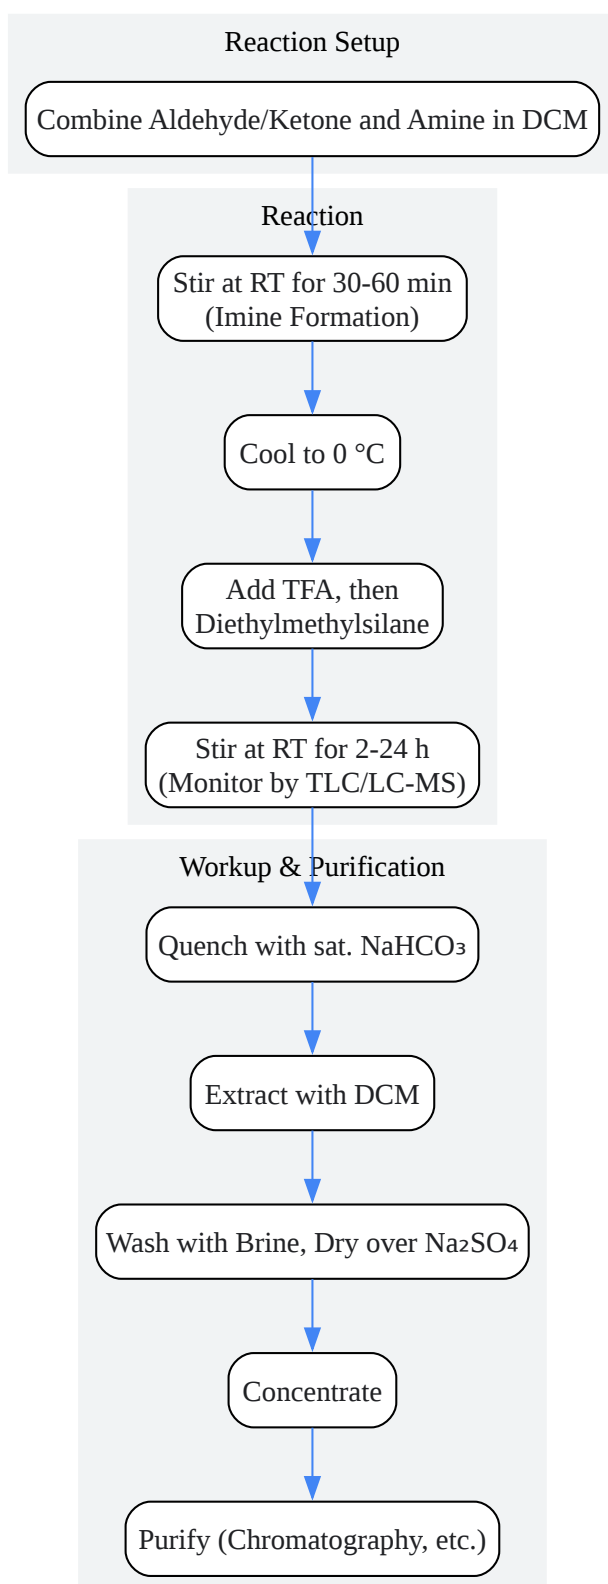 Reaction Setup
Combine Aldehyde/Ketone and Amine in DCM
Reaction
Stir at RT for 30-60 min
(Imine Formation)
Cool to 0 °C
Add TFA, then
Diethylmethylsilane
Stir at RT for 2-24 h
(Monitor by TLC/LC-MS)
Workup & Purification
Quench with sat. NaHCO₃
Extract with DCM
Wash with Brine, Dry over Na₂SO₄
Concentrate
Purify (Chromatography, etc.)